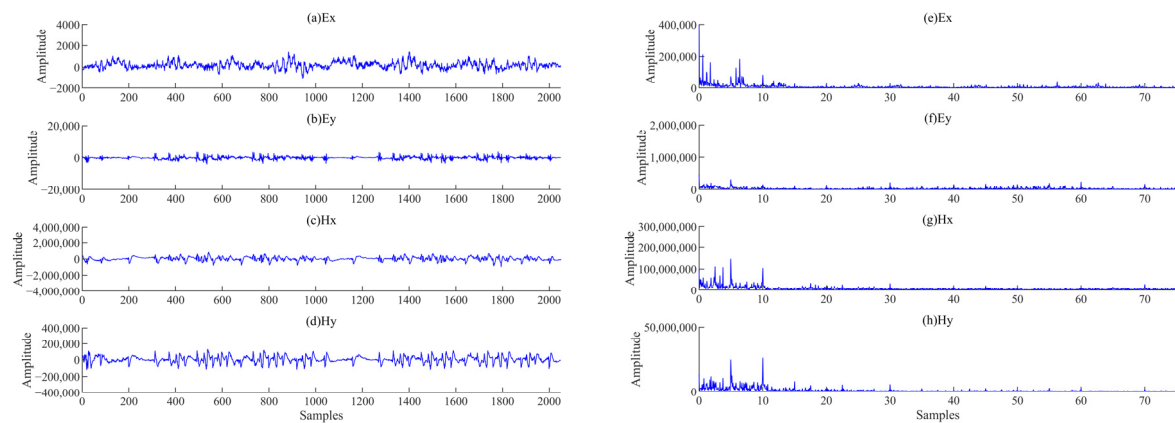 (a)Ex
4000
2000
0
−2000
Amplitude
0 200 400 600 800 1000 1200 1400 1600 1800 2000
(b)Ey
20,000
0
−20,000
Amplitude
0 200 400 600 800 1000 1200 1400 1600 1800 2000
(c)Hx
4,000,000
2,000,000
0
−2,000,000
−4,000,000
Amplitude
0 200 400 600 800 1000 1200 1400 1600 1800 2000
(d)Hy
400,000
200,000
0
−200,000
−400,000
Amplitude
0 200 400 600 800 1000 1200 1400 1600 1800 2000
Samples
(e)Ex
400,000
200,000
0
Amplitude
0 10 20 30 40 50 60 70
(f)Ey
2,000,000
1,000,000
0
Amplitude
0 10 20 30 40 50 60 70
(g)Hx
300,000,000
200,000,000
100,000,000
0
Amplitude
0 10 20 30 40 50 60 70
(h)Hy
50,000,000
0
Amplitude
0 10 20 30 40 50 60 70
Samples